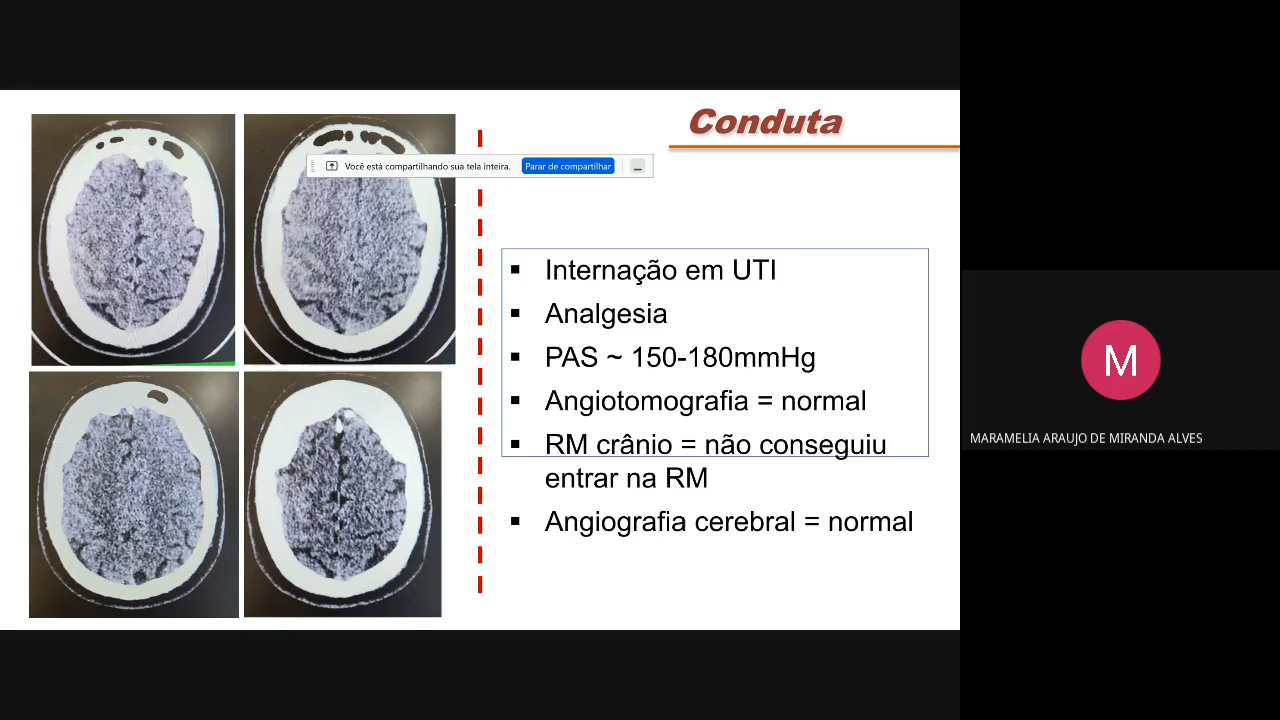 Conduta
Você está compartilhando sua tela inteira. Parar de compartilhar
▪ Internação em UTI
▪ Analgesia
▪ PAS ~ 150-180mmHg
▪ Angiotomografia = normal
▪ RM crânio = não conseguiu
entrar na RM
▪ Angiografia cerebral = normal
M
MARAMELIA ARAUJO DE MIRANDA ALVES